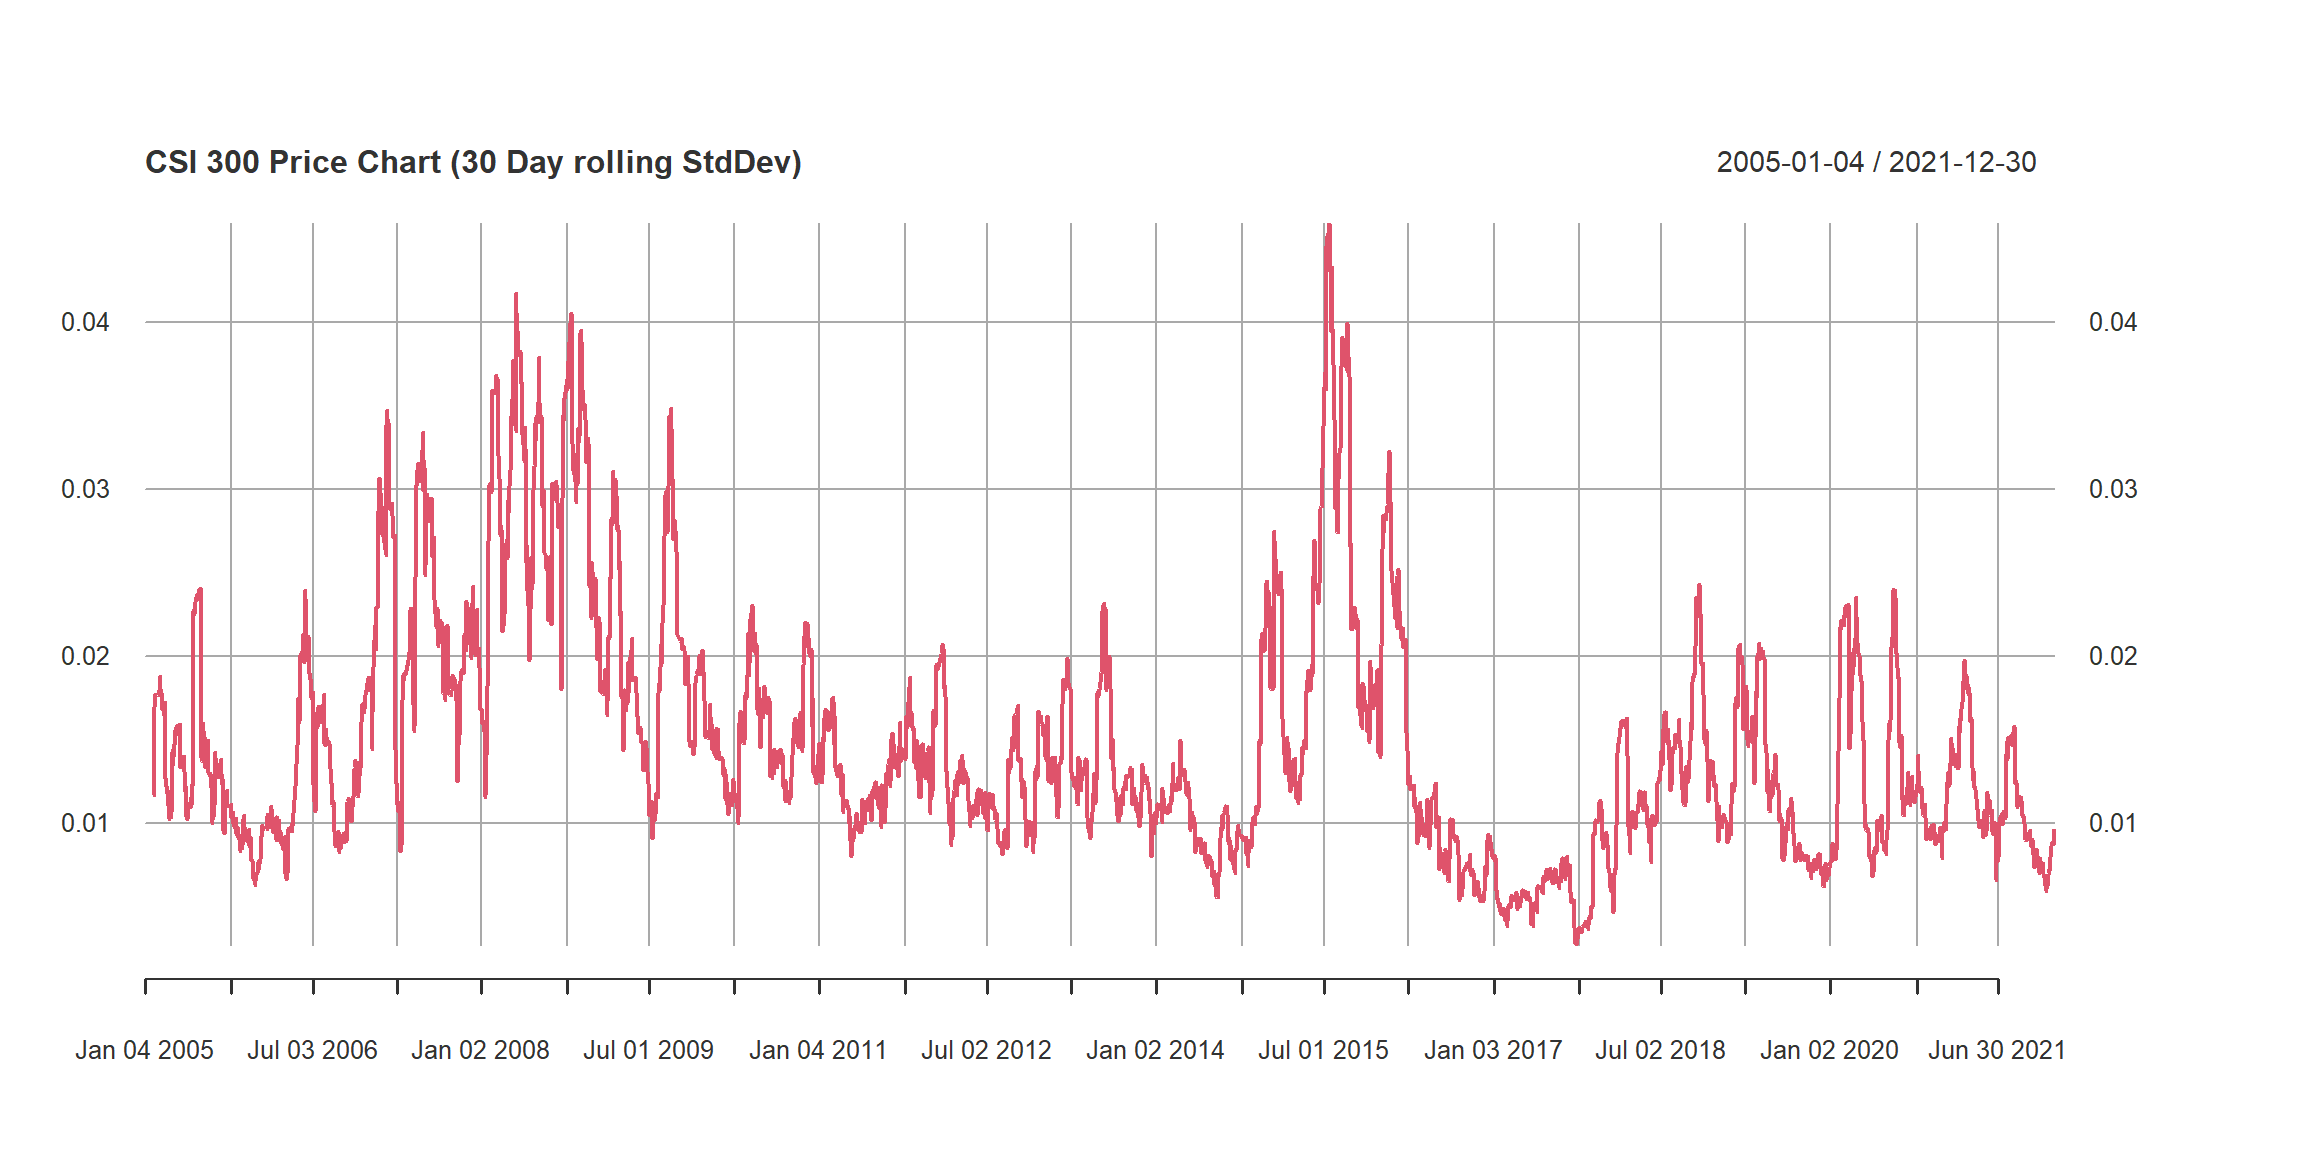 CSI 300 Price Chart (30 Day rolling StdDev)
2005-01-04 / 2021-12-30
0.04
0.04
0.03
0.03
0.02
0.02
0.01
0.01
Jan 04 2005
Jul 03 2006
Jan 02 2008
Jul 01 2009
Jan 04 2011
Jul 02 2012
Jan 02 2014
Jul 01 2015
Jan 03 2017
Jul 02 2018
Jan 02 2020
Jun 30 2021